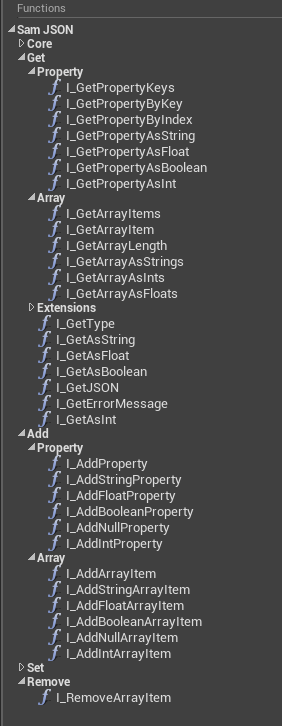 Functions
Sam JSON
Core
Get
Property
I_GetPropertyKeys
I_GetPropertyByKey
I_GetPropertyByIndex
I_GetPropertyAsString
I_GetPropertyAsFloat
I_GetPropertyAsBoolean
I_GetPropertyAsInt
Array
I_GetArrayItems
I_GetArrayItem
I_GetArrayLength
I_GetArrayAsStrings
I_GetArrayAsInts
I_GetArrayAsFloats
Extensions
I_GetType
I_GetAsString
I_GetAsFloat
I_GetAsBoolean
I_GetJSON
I_GetErrorMessage
I_GetAsInt
Add
Property
I_AddProperty
I_AddStringProperty
I_AddFloatProperty
I_AddBooleanProperty
I_AddNullProperty
I_AddIntProperty
Array
I_AddArrayItem
I_AddStringArrayItem
I_AddFloatArrayItem
I_AddBooleanArrayItem
I_AddNullArrayItem
I_AddIntArrayItem
Set
Remove
I_RemoveArrayItem